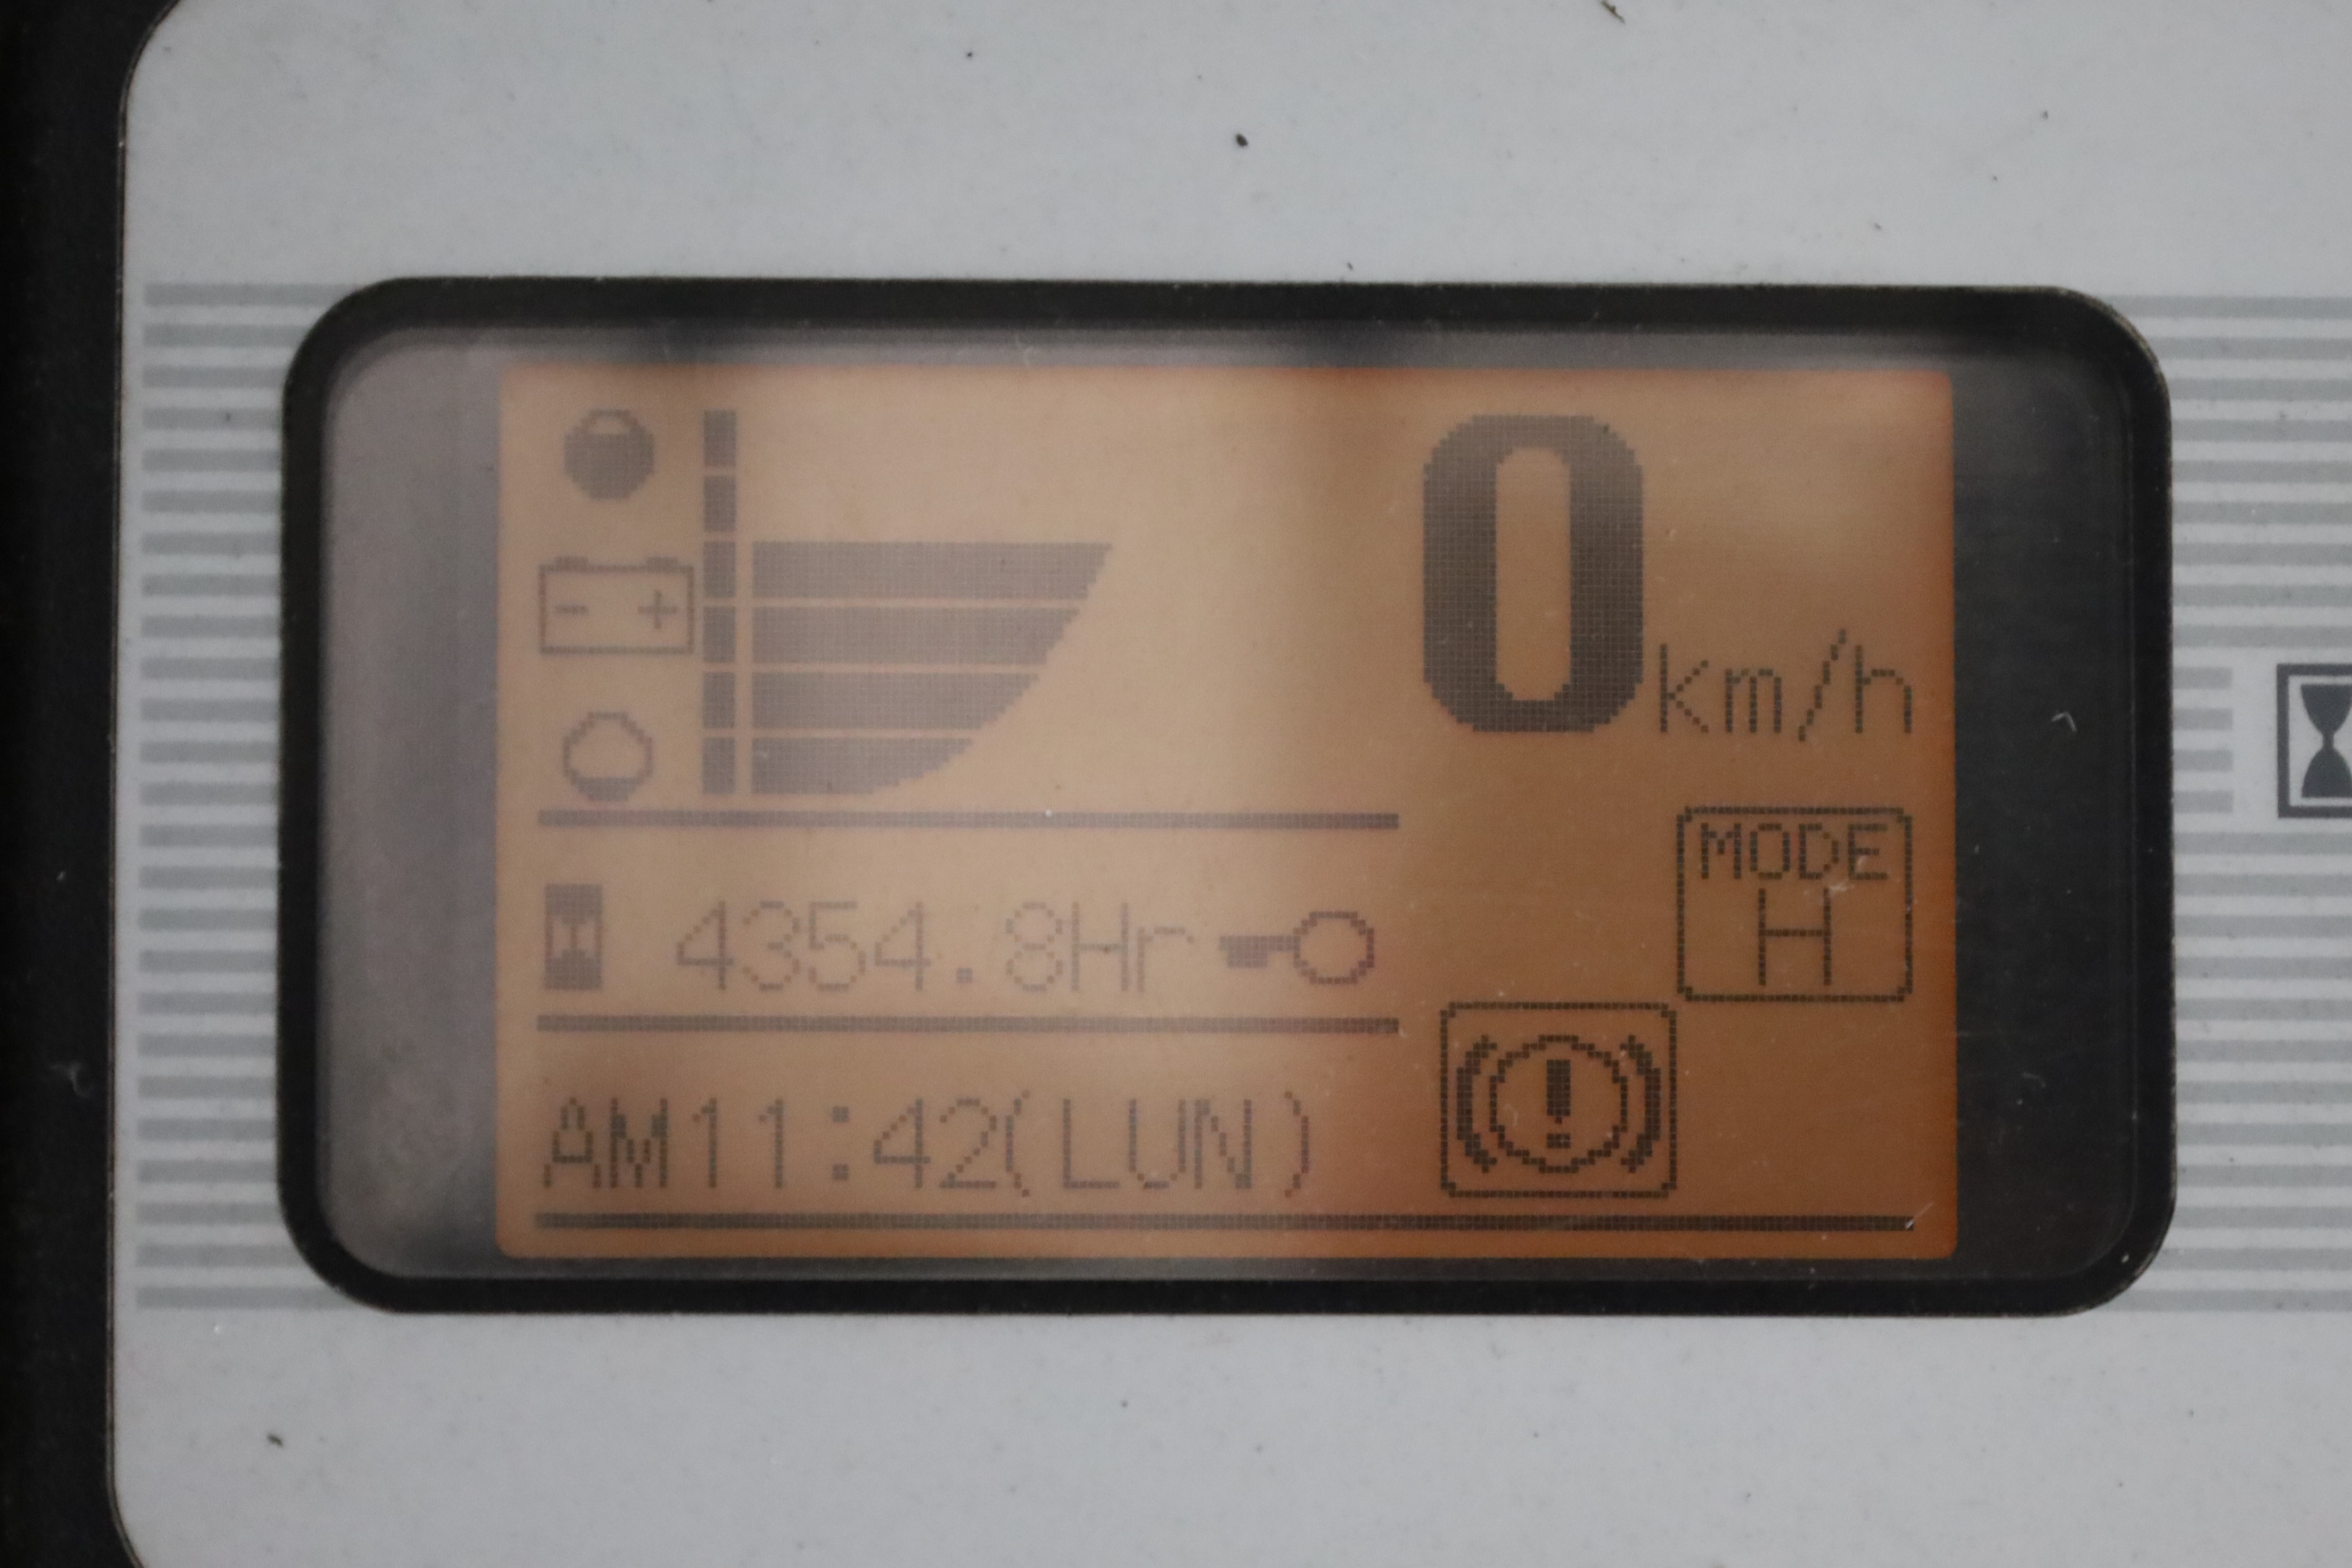 0 km/h
- +
MODE
H
4354.8Hr
AM11:42(LUN)
!